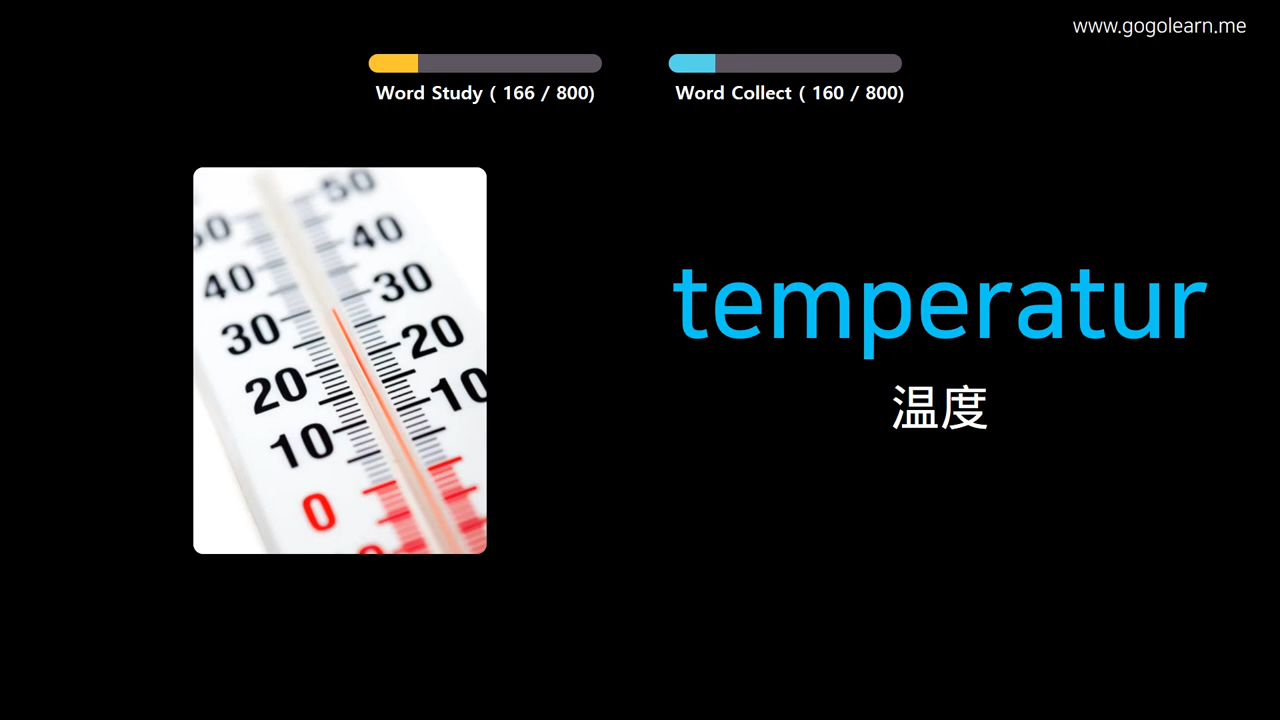 www.gogolearn.me
Word Study ( 166 / 800)
Word Collect ( 160 / 800)
50
50
40
40
30
30
20
20
10
10
0
temperatur
温度